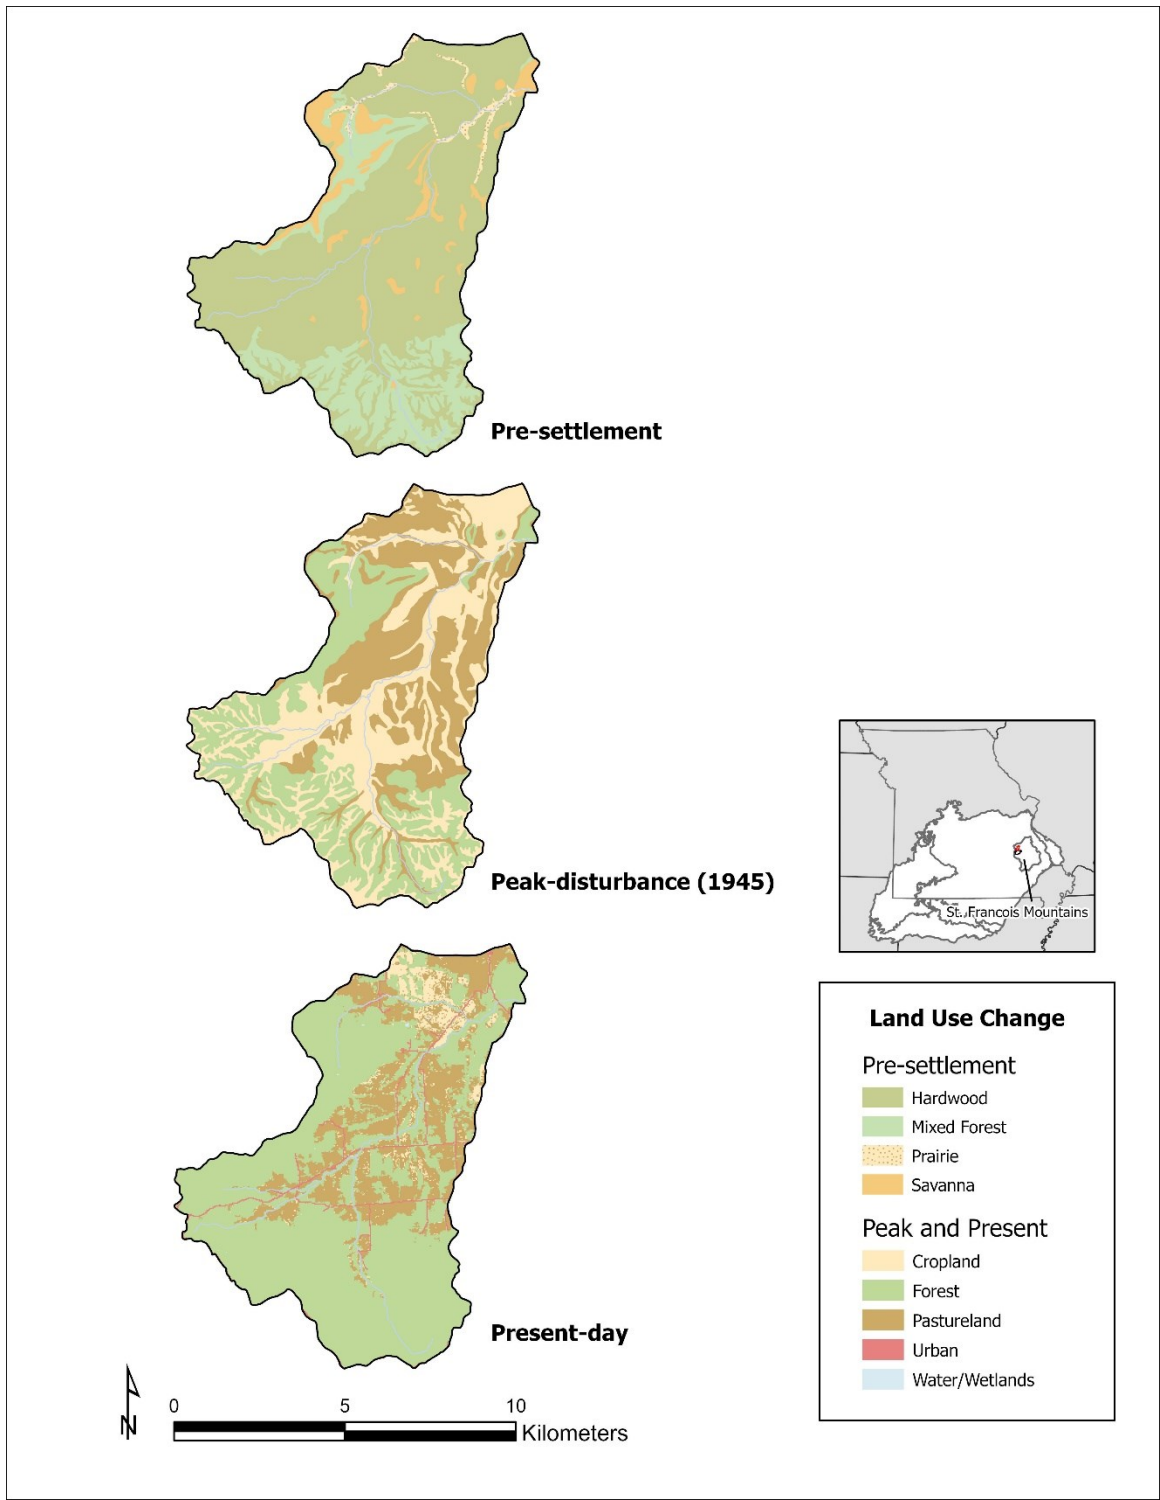 Pre-settlement
Peak-disturbance (1945)
St. Francois Mountains
Land Use Change
Pre-settlement
Hardwood
Mixed Forest
Prairie
Savanna
Peak and Present
Cropland
Forest
Pastureland
Urban
Water/Wetlands
Present-day
N
0 5 10
Kilometers